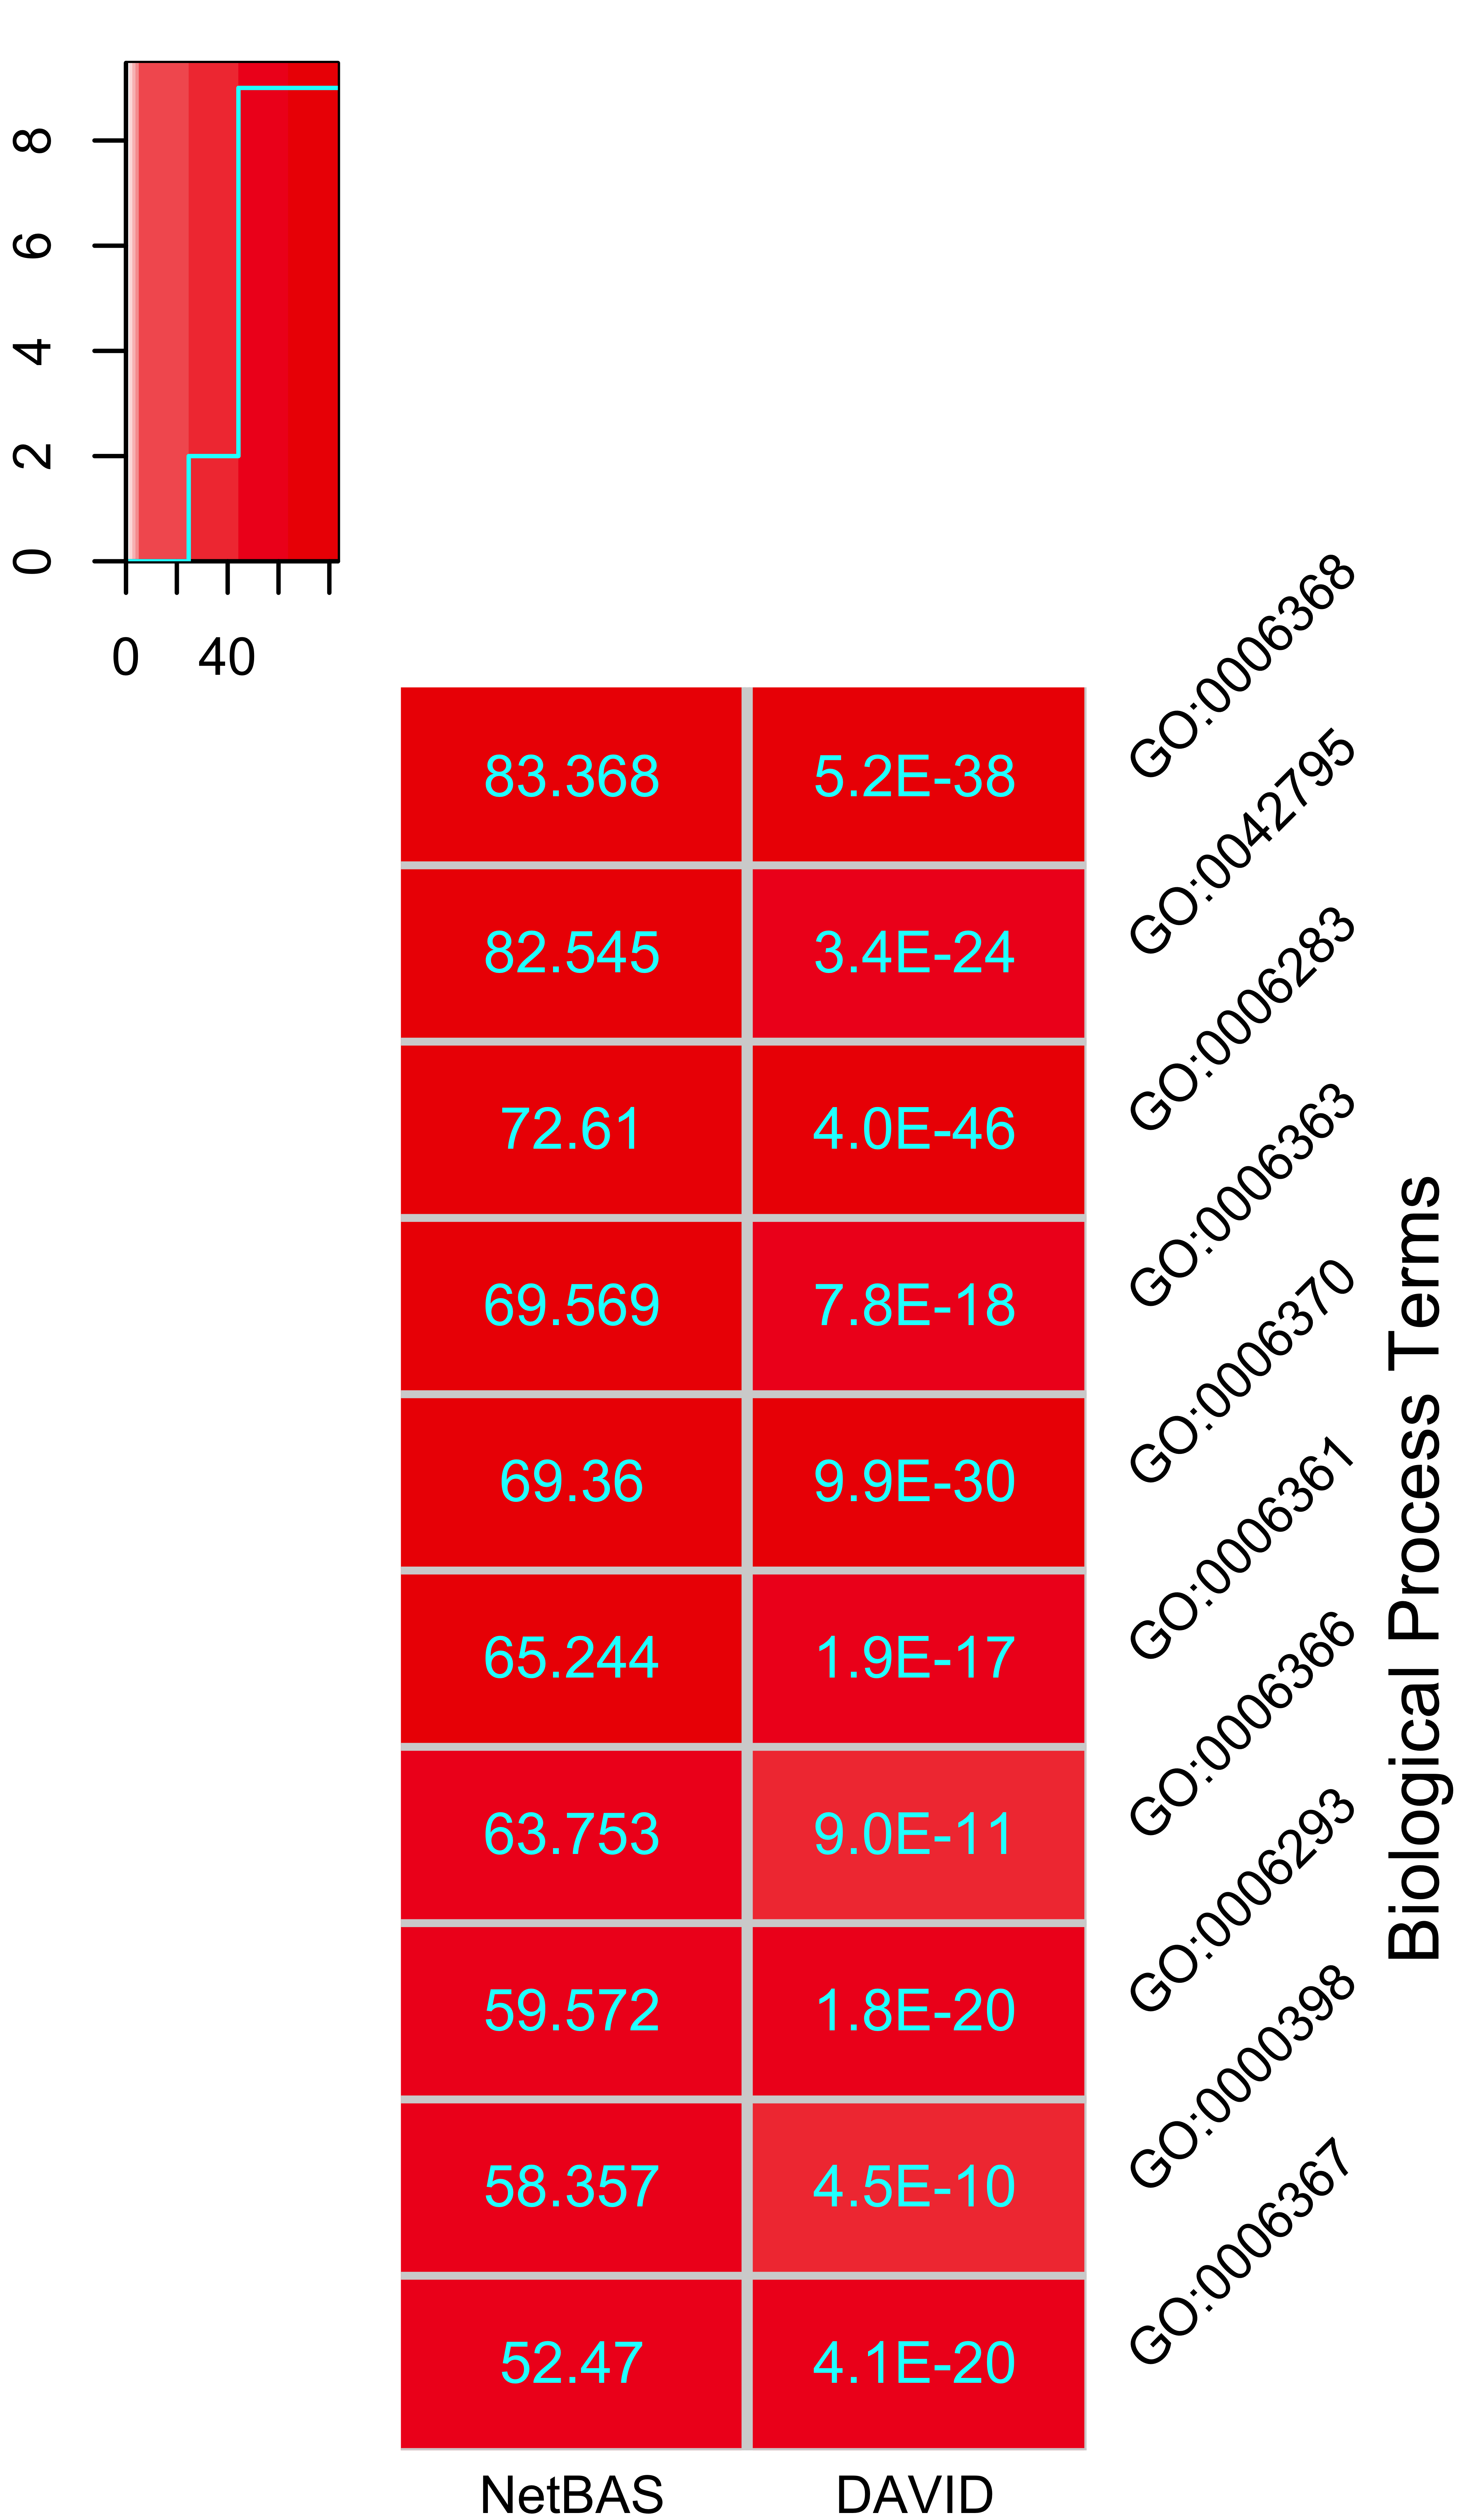 8
6
4
2
0
0 40
83.368 5.2E-38 GO:0006368
82.545 3.4E-24 GO:0042795
72.61 4.0E-46 GO:0006283
69.569 7.8E-18 GO:0006363
69.36 9.9E-30 GO:0006370
65.244 1.9E-17 GO:0006361
63.753 9.0E-11 GO:0006366
59.572 1.8E-20 GO:0006293
58.357 4.5E-10 GO:0000398
52.47 4.1E-20 GO:0006367
NetBAS DAVID
Biological Process Terms